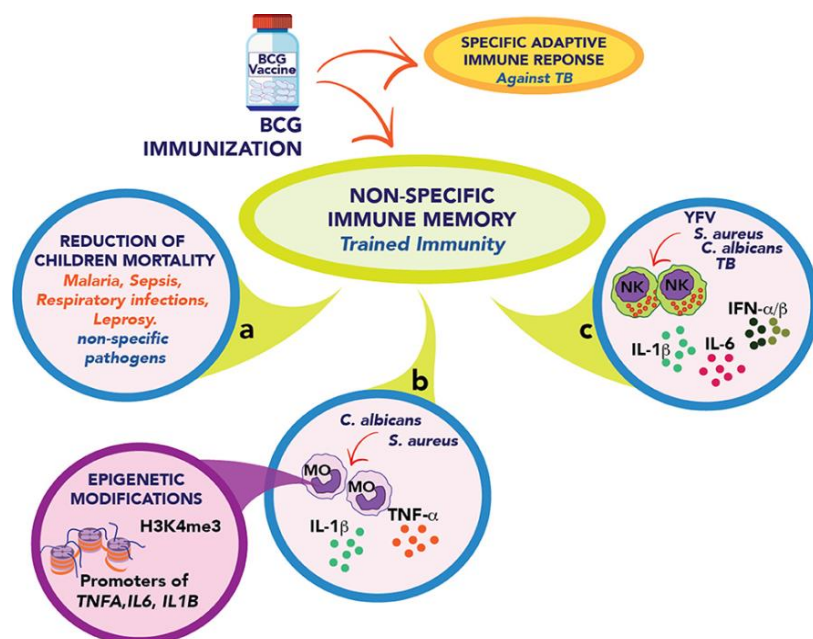 BCG
Vaccine
BCG
IMMUNIZATION
SPECIFIC ADAPTIVE
IMMUNE REPONSE
Against TB
NON-SPECIFIC
IMMUNE MEMORY
Trained Immunity
REDUCTION OF
CHILDREN MORTALITY
Malaria, Sepsis,
Respiratory infections,
Leprosy.
non-specific
pathogens
a
b
C. albicans
S. aureus
MO
MO
IL-1β
TNF-α
EPIGENETIC
MODIFICATIONS
H3K4me3
Promoters of
TNFA,IL6, IL1B
c
YFV
S. aureus
C. albicans
TB
NK
NK
IFN-α/β
IL-1β
IL-6